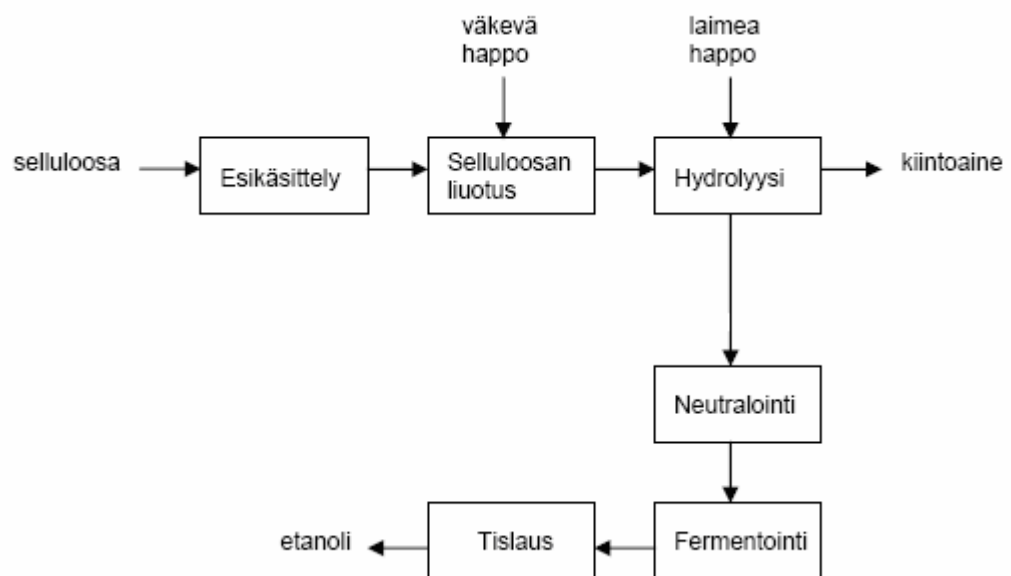 väkevä
happo
laimea
happo
selluloosa
Esikäsittely
Selluloosan
liuotus
Hydrolyysi
kiintoaine
Neutralointi
etanoli
Tislaus
Fermentointi